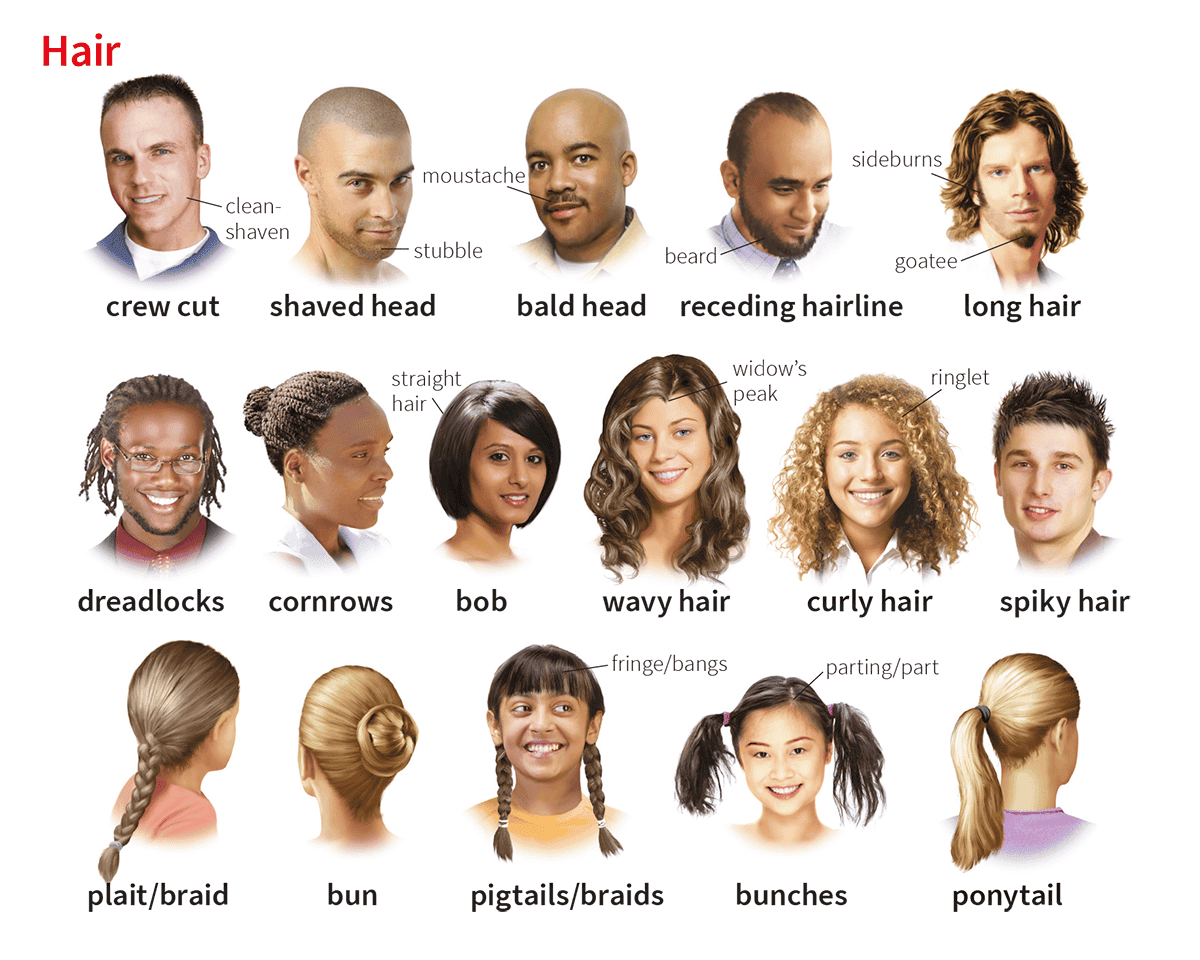 Hair
clean-
shaven
stubble
moustache
beard
sideburns
goatee
crew cut
shaved head
bald head
receding hairline
long hair
straight
hair
widow's
peak
ringlet
dreadlocks
cornrows
bob
wavy hair
curly hair
spiky hair
fringe/bangs
parting/part
plait/braid
bun
pigtails/braids
bunches
ponytail